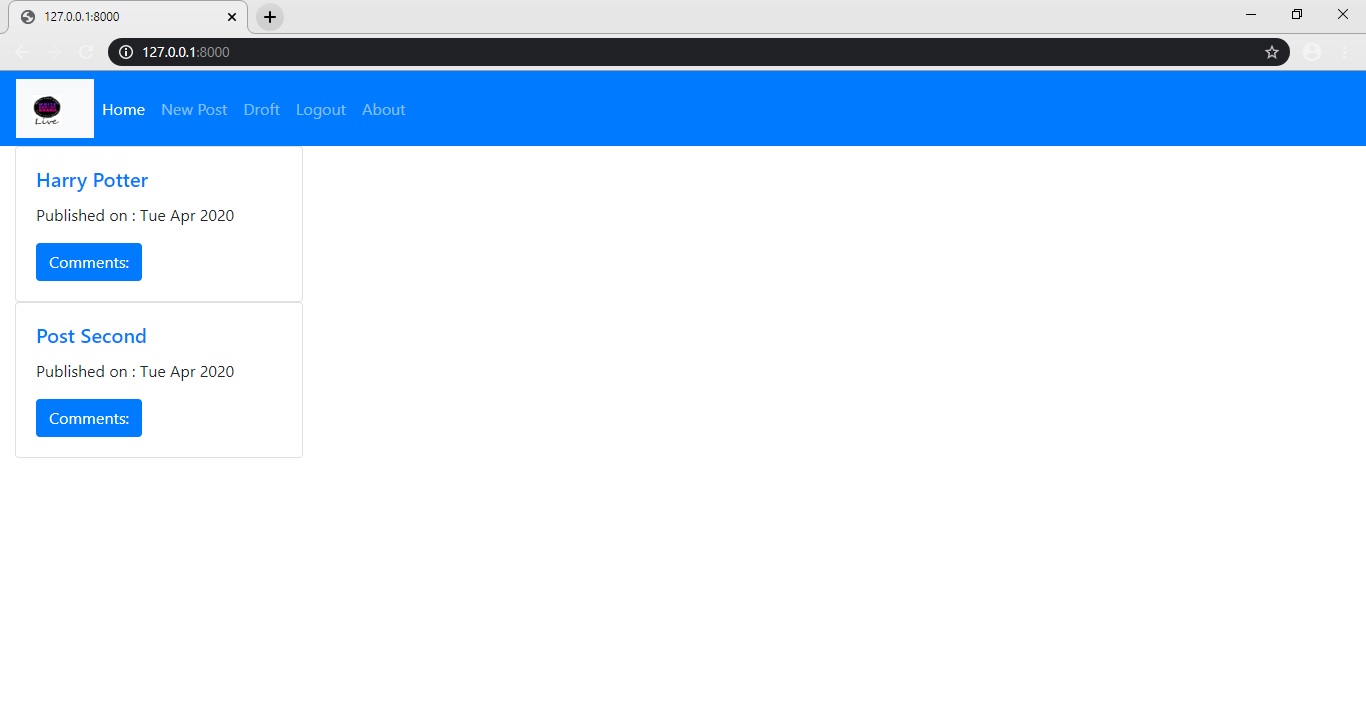 127.0.0.1:8000
127.0.0.1:8000
Live
Home New Post Droft Logout About
Harry Potter
Published on : Tue Apr 2020
Comments:
Post Second
Published on : Tue Apr 2020
Comments: